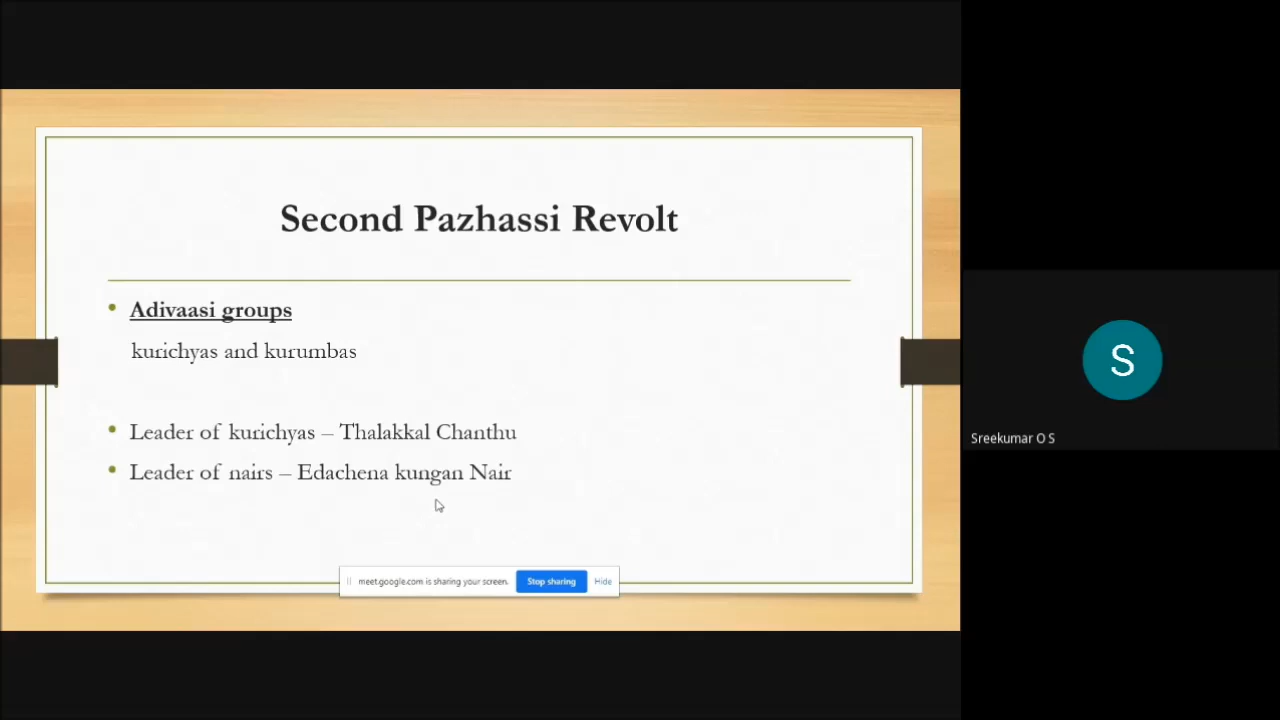 Second Pazhassi Revolt
• Adivaasi groups
kurichyas and kurumbas
• Leader of kurichyas – Thalakkal Chanthu
• Leader of nairs – Edachena kungan Nair
meet.google.com is sharing your screen. Stop sharing Hide
S
Sreekumar O S